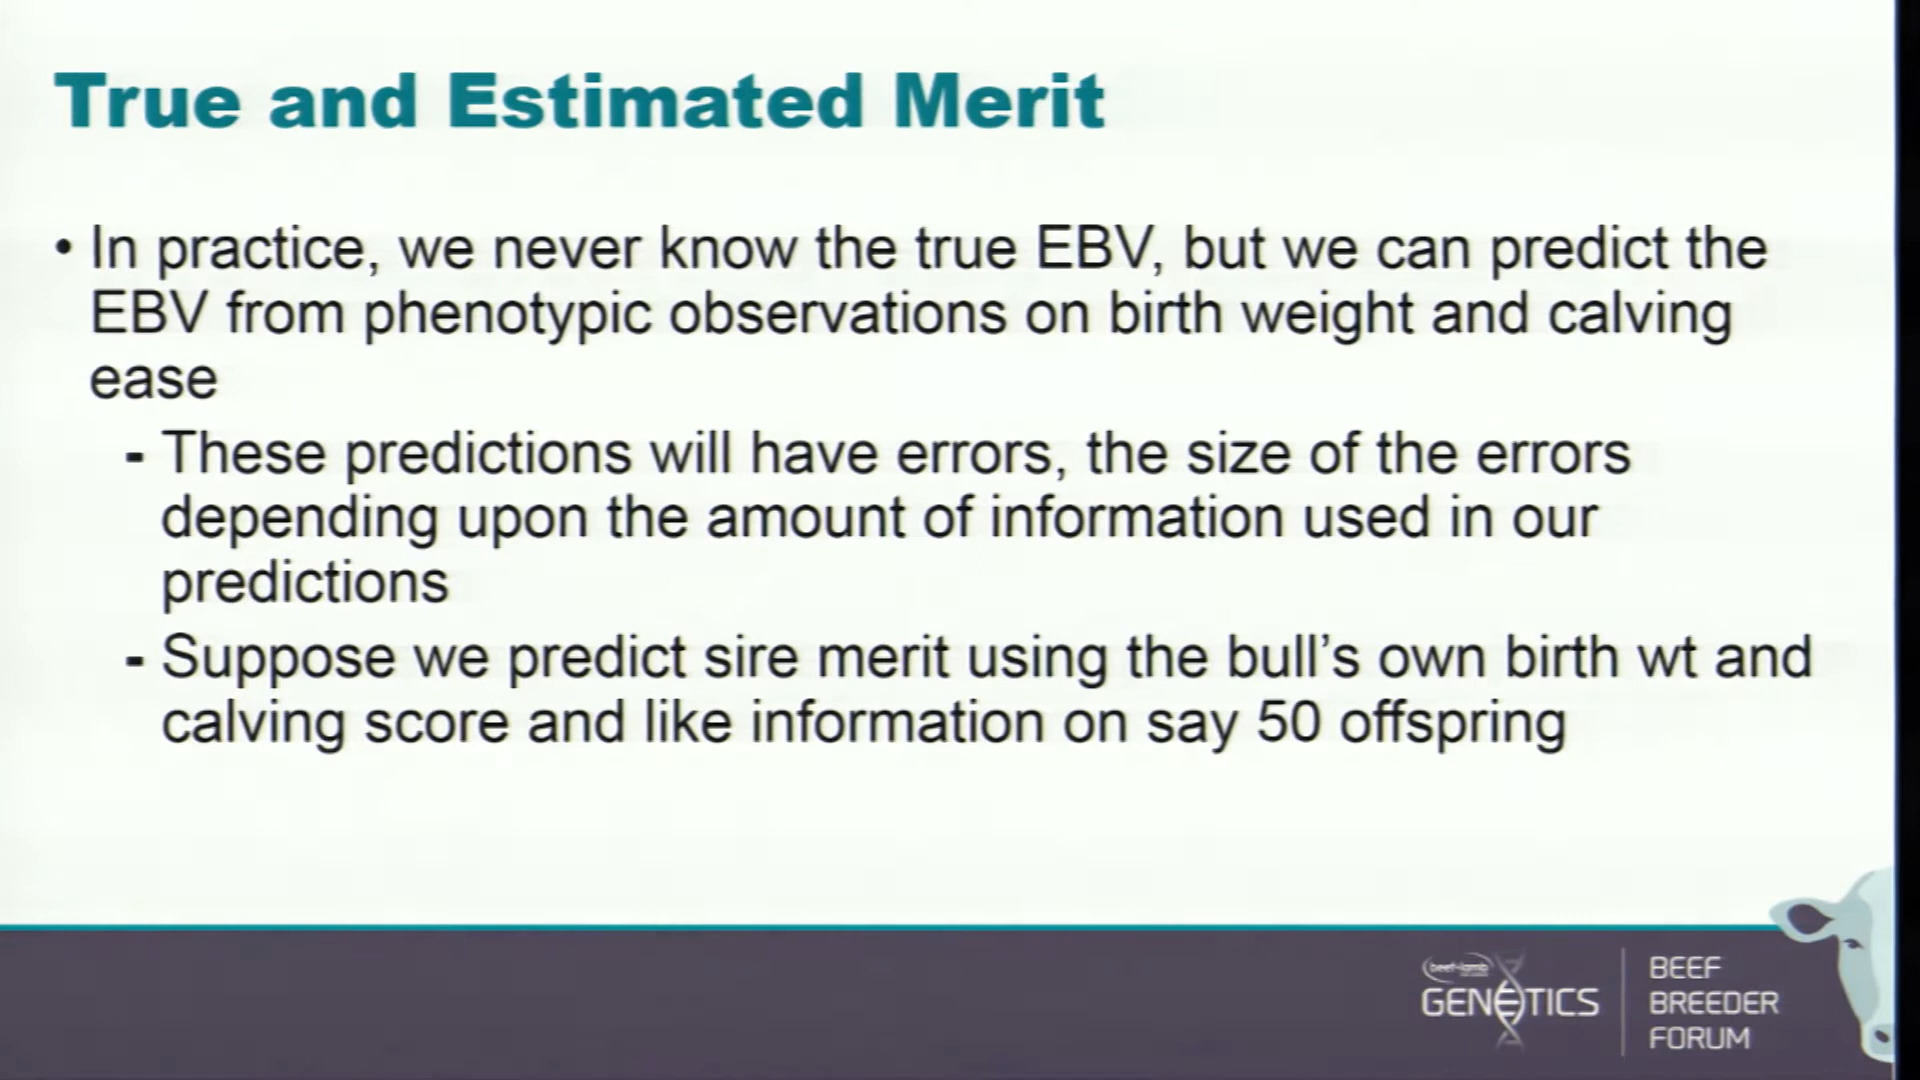 True and Estimated Merit
• In practice, we never know the true EBV, but we can predict the
EBV from phenotypic observations on birth weight and calving
ease
- These predictions will have errors, the size of the errors
depending upon the amount of information used in our
predictions
- Suppose we predict sire merit using the bull’s own birth wt and
calving score and like information on say 50 offspring
beef+lamb
GENETICS
BEEF
BREEDER
FORUM